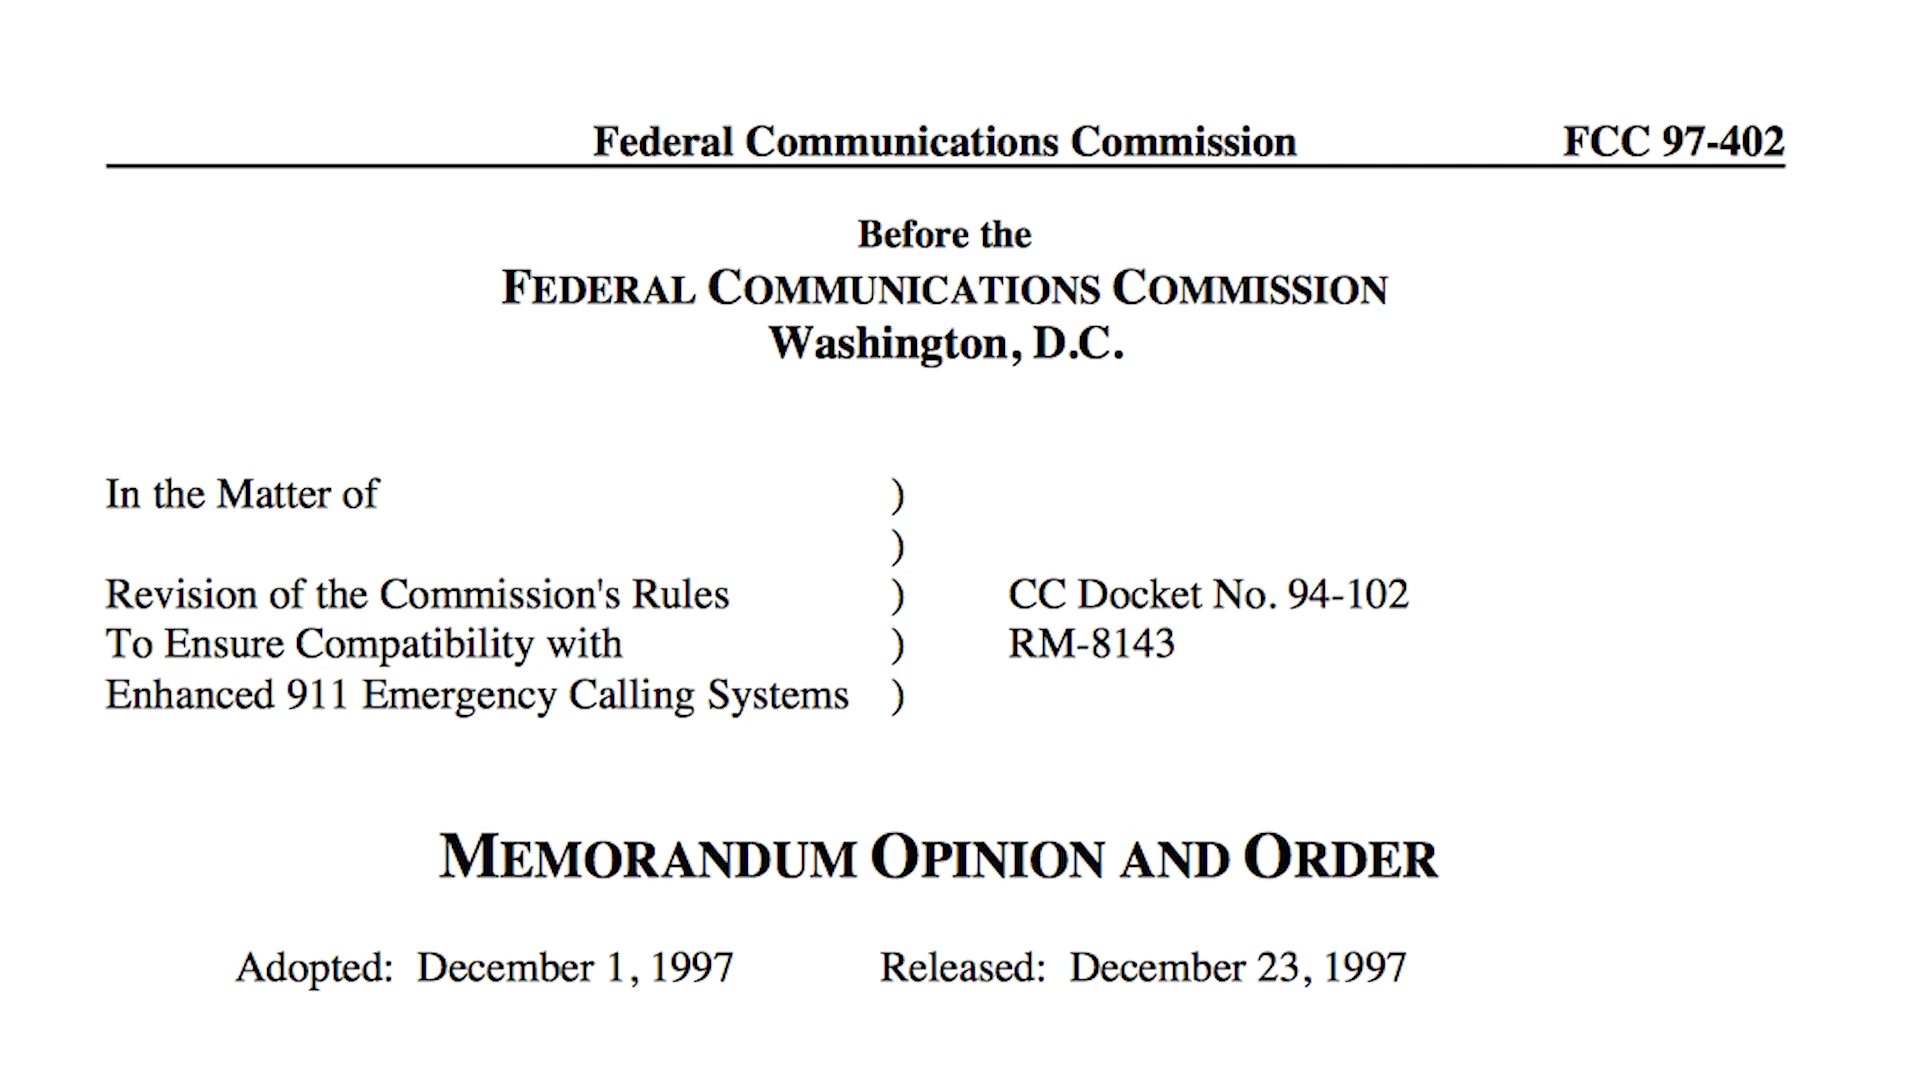 Federal Communications Commission FCC 97-402
Before the
FEDERAL COMMUNICATIONS COMMISSION
Washington, D.C.
In the Matter of )
)
Revision of the Commission's Rules ) CC Docket No. 94-102
To Ensure Compatibility with ) RM-8143
Enhanced 911 Emergency Calling Systems )
MEMORANDUM OPINION AND ORDER
Adopted: December 1, 1997 Released: December 23, 1997